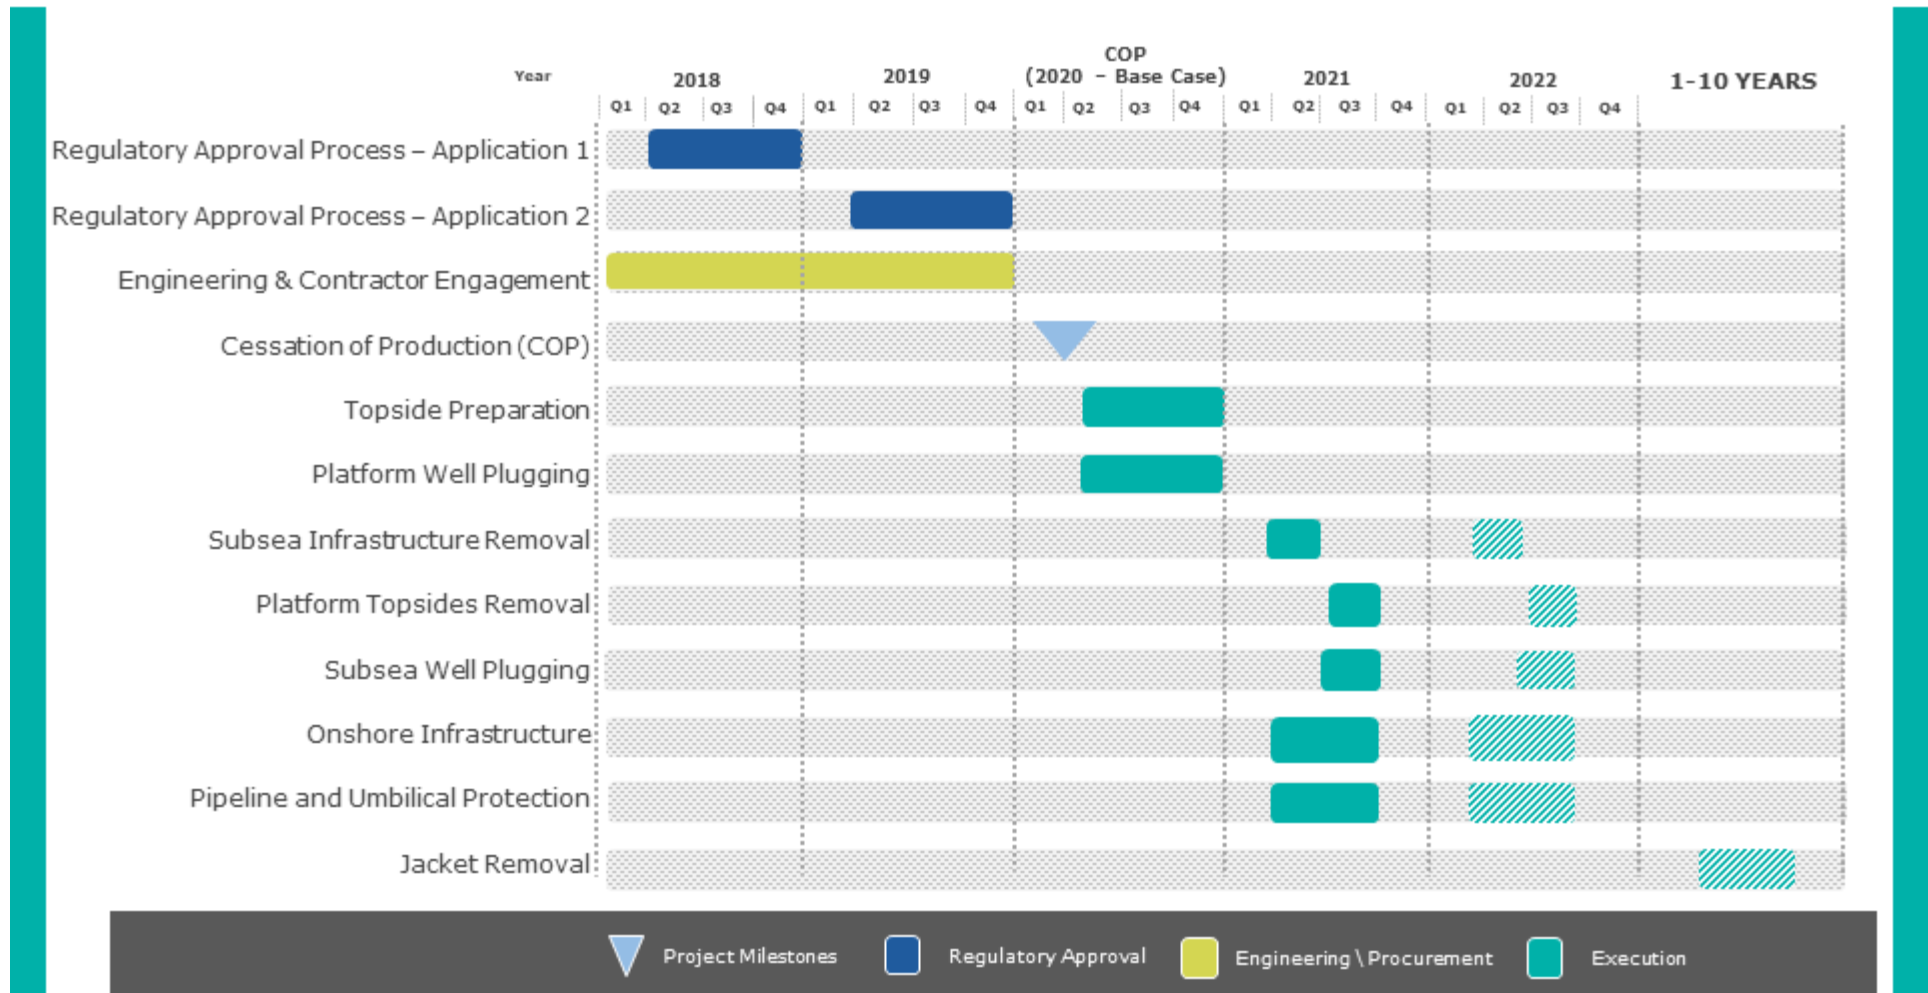 COP
Year 2018 2019 (2020 – Base Case) 2021 2022 1-10 YEARS
Q1 Q2 Q3 Q4 Q1 Q2 Q3 Q4 Q1 Q2 Q3 Q4 Q1 Q2 Q3 Q4 Q1 Q2 Q3 Q4
Regulatory Approval Process – Application 1
Regulatory Approval Process – Application 2
Engineering & Contractor Engagement
Cessation of Production (COP)
Topside Preparation
Platform Well Plugging
Subsea Infrastructure Removal
Platform Topsides Removal
Subsea Well Plugging
Onshore Infrastructure
Pipeline and Umbilical Protection
Jacket Removal
Project Milestones Regulatory Approval Engineering \ Procurement Execution